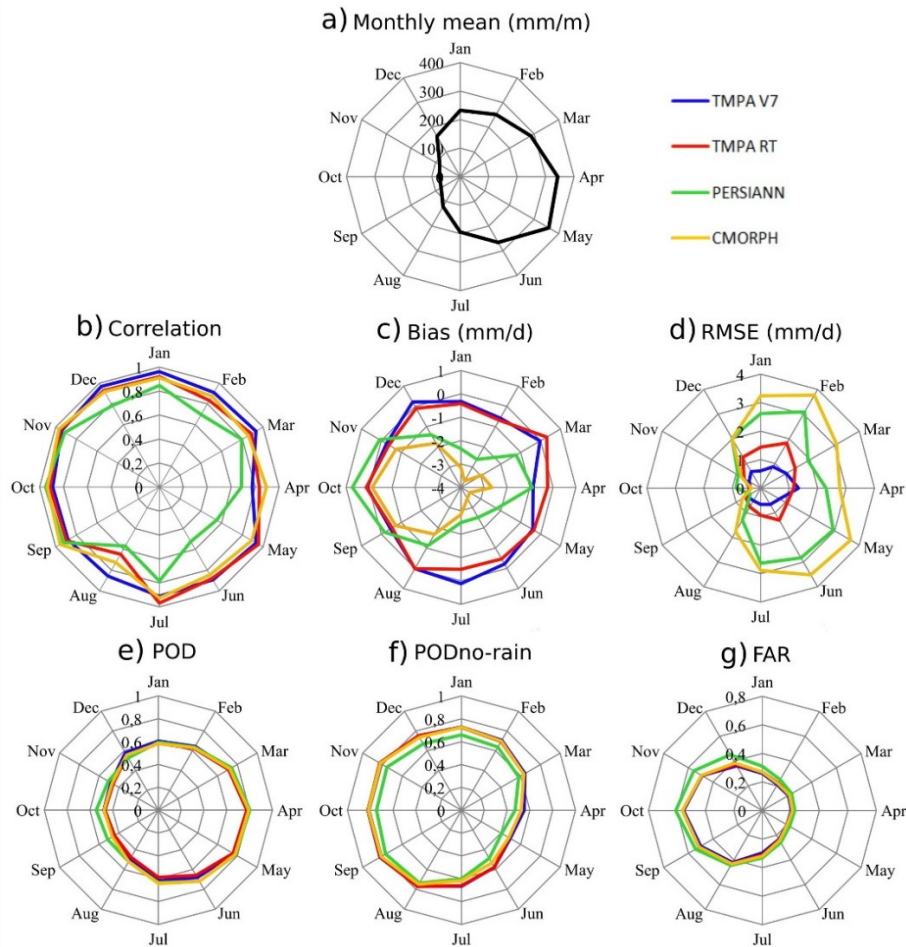 a) Monthly mean (mm/m)
Jan
Feb
Mar
Apr
May
Jun
Jul
Aug
Sep
Oct
Nov
Dec
400
300
200
100
0
TMPA V7
TMPA RT
PERSIANN
CMORPH
b) Correlation
Jan
Feb
Mar
Apr
May
Jun
Jul
Aug
Sep
Oct
Nov
Dec
1
0,8
0,6
0,4
0,2
0
c) Bias (mm/d)
Jan
Feb
Mar
Apr
May
Jun
Jul
Aug
Sep
Oct
Nov
Dec
1
0
-1
-2
-3
-4
d) RMSE (mm/d)
Jan
Feb
Mar
Apr
May
Jun
Jul
Aug
Sep
Oct
Nov
Dec
4
3
2
1
0
e) POD
Jan
Feb
Mar
Apr
May
Jun
Jul
Aug
Sep
Oct
Nov
Dec
1
0,8
0,6
0,4
0,2
0
f) PODno-rain
Jan
Feb
Mar
Apr
May
Jun
Jul
Aug
Sep
Oct
Nov
Dec
1
0,8
0,6
0,4
0,2
0
g) FAR
Jan
Feb
Mar
Apr
May
Jun
Jul
Aug
Sep
Oct
Nov
Dec
0,8
0,6
0,4
0,2
0